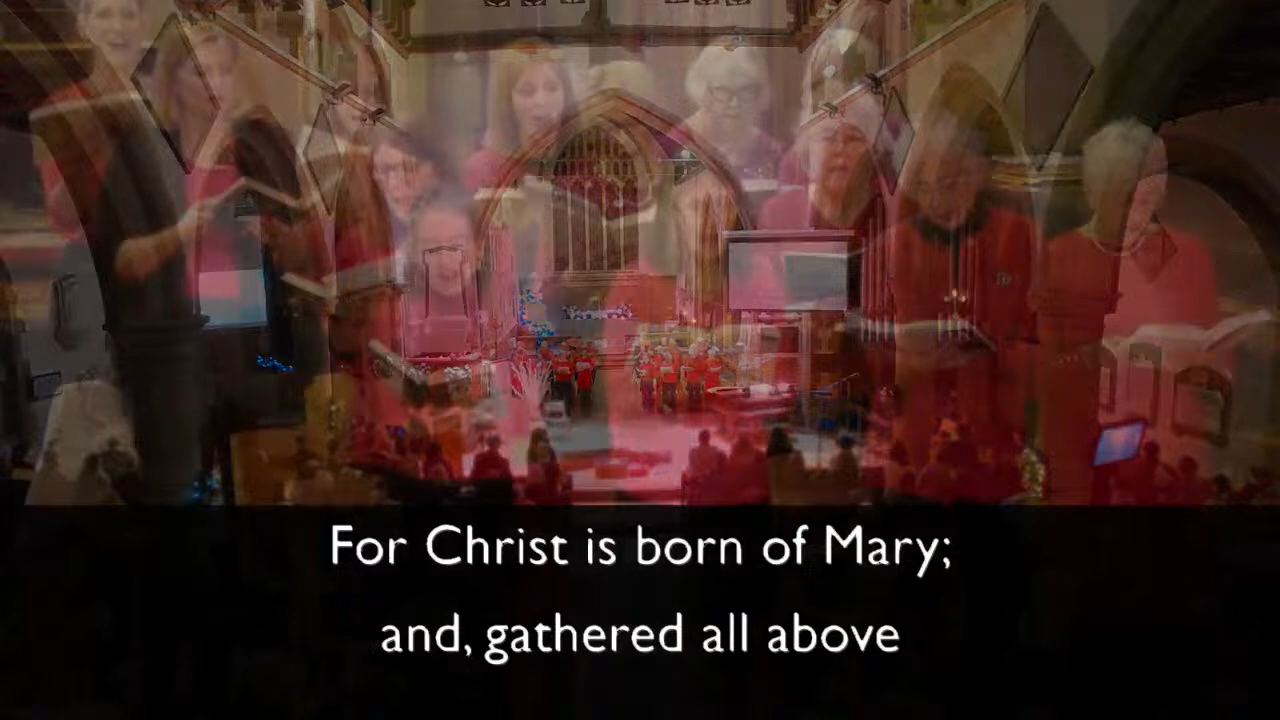 For Christ is born of Mary;
and, gathered all above